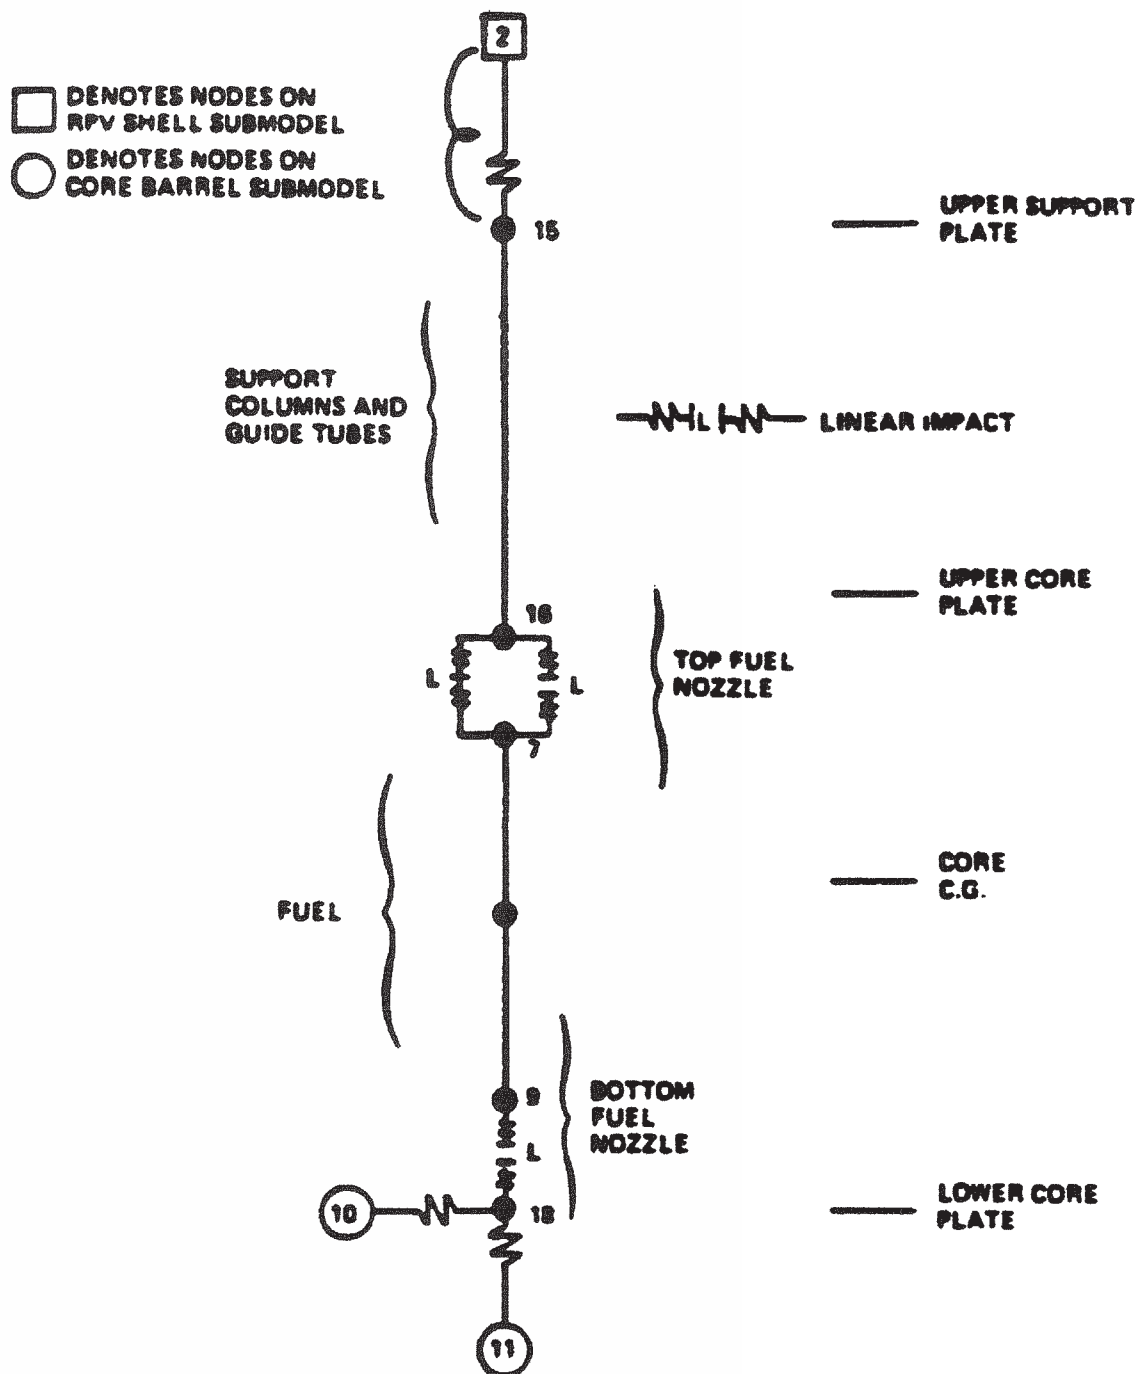 2
DENOTES NODES ON
RPV SHELL SUBMODEL
DENOTES NODES ON
CORE BARREL SUBMODEL
15
UPPER SUPPORT
PLATE
SUPPORT
COLUMNS AND
GUIDE TUBES
L
LINEAR IMPACT
UPPER CORE
PLATE
16
TOP FUEL
NOZZLE
L
L
7
CORE
C.G.
FUEL
9
BOTTOM
FUEL
NOZZLE
L
LOWER CORE
PLATE
10
18
11